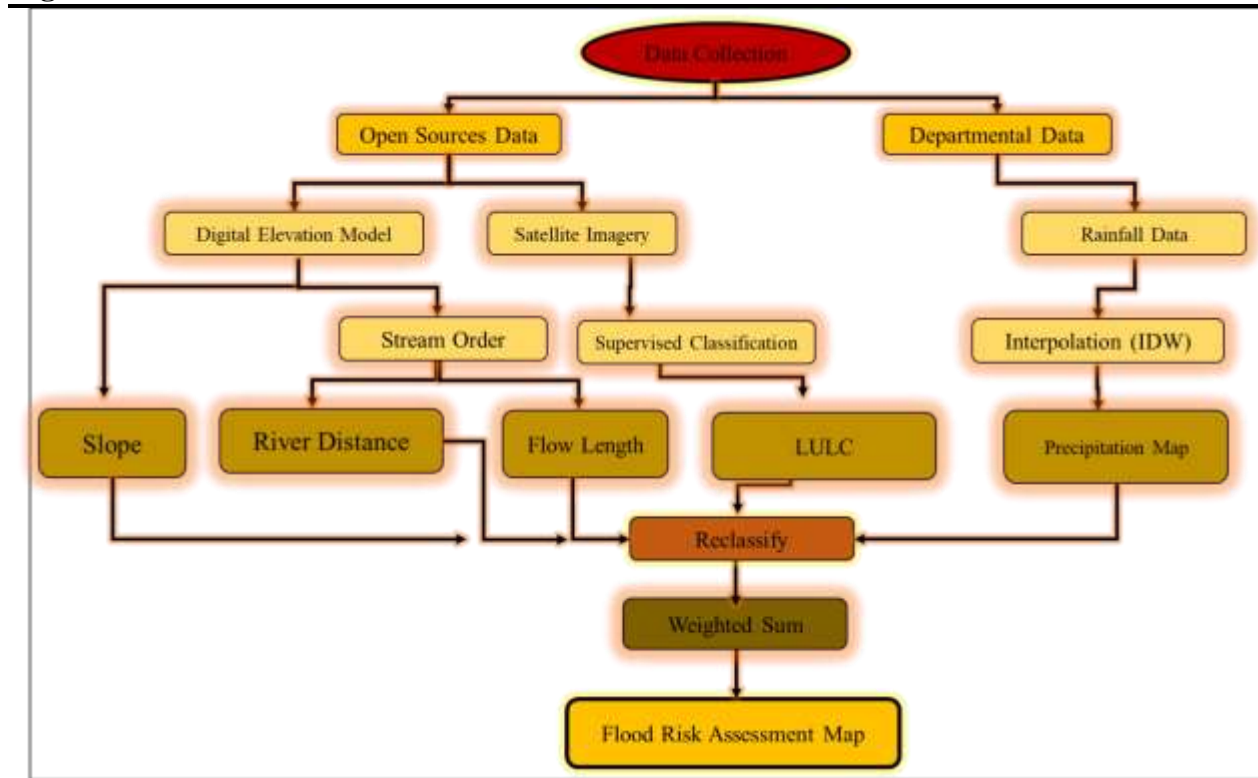 Data Collection
Open Sources Data
Departmental Data
Digital Elevation Model
Satellite Imagery
Rainfall Data
Stream Order
Supervised Classification
Interpolation (IDW)
Slope
River Distance
Flow Length
LULC
Precipitation Map
Reclassify
Weighted Sum
Flood Risk Assessment Map